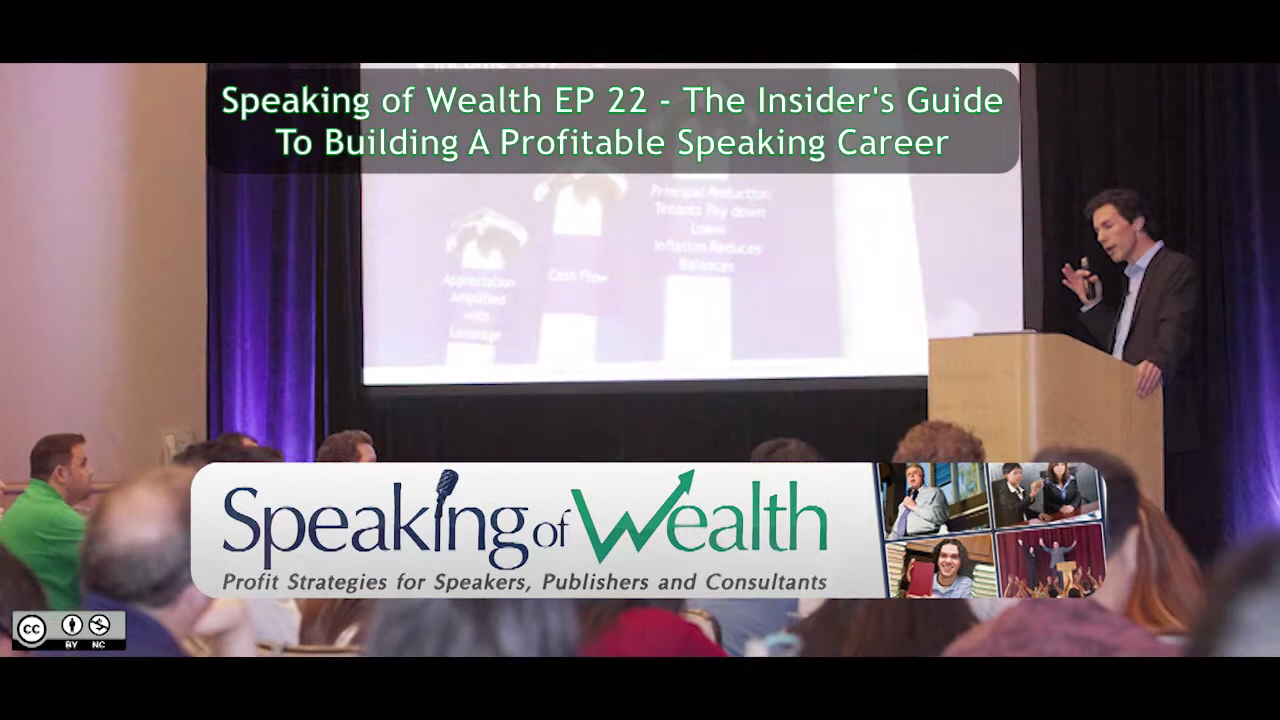 Speaking of Wealth EP 22 - The Insider's Guide
To Building A Profitable Speaking Career
Principal Reduction
Tenants Pay down
Loans
Inflation Reduces
Balances
Cash Flow
Appreciation
Amplified
with
Leverage
Speaking of Wealth
Profit Strategies for Speakers, Publishers and Consultants
cc
BY NC